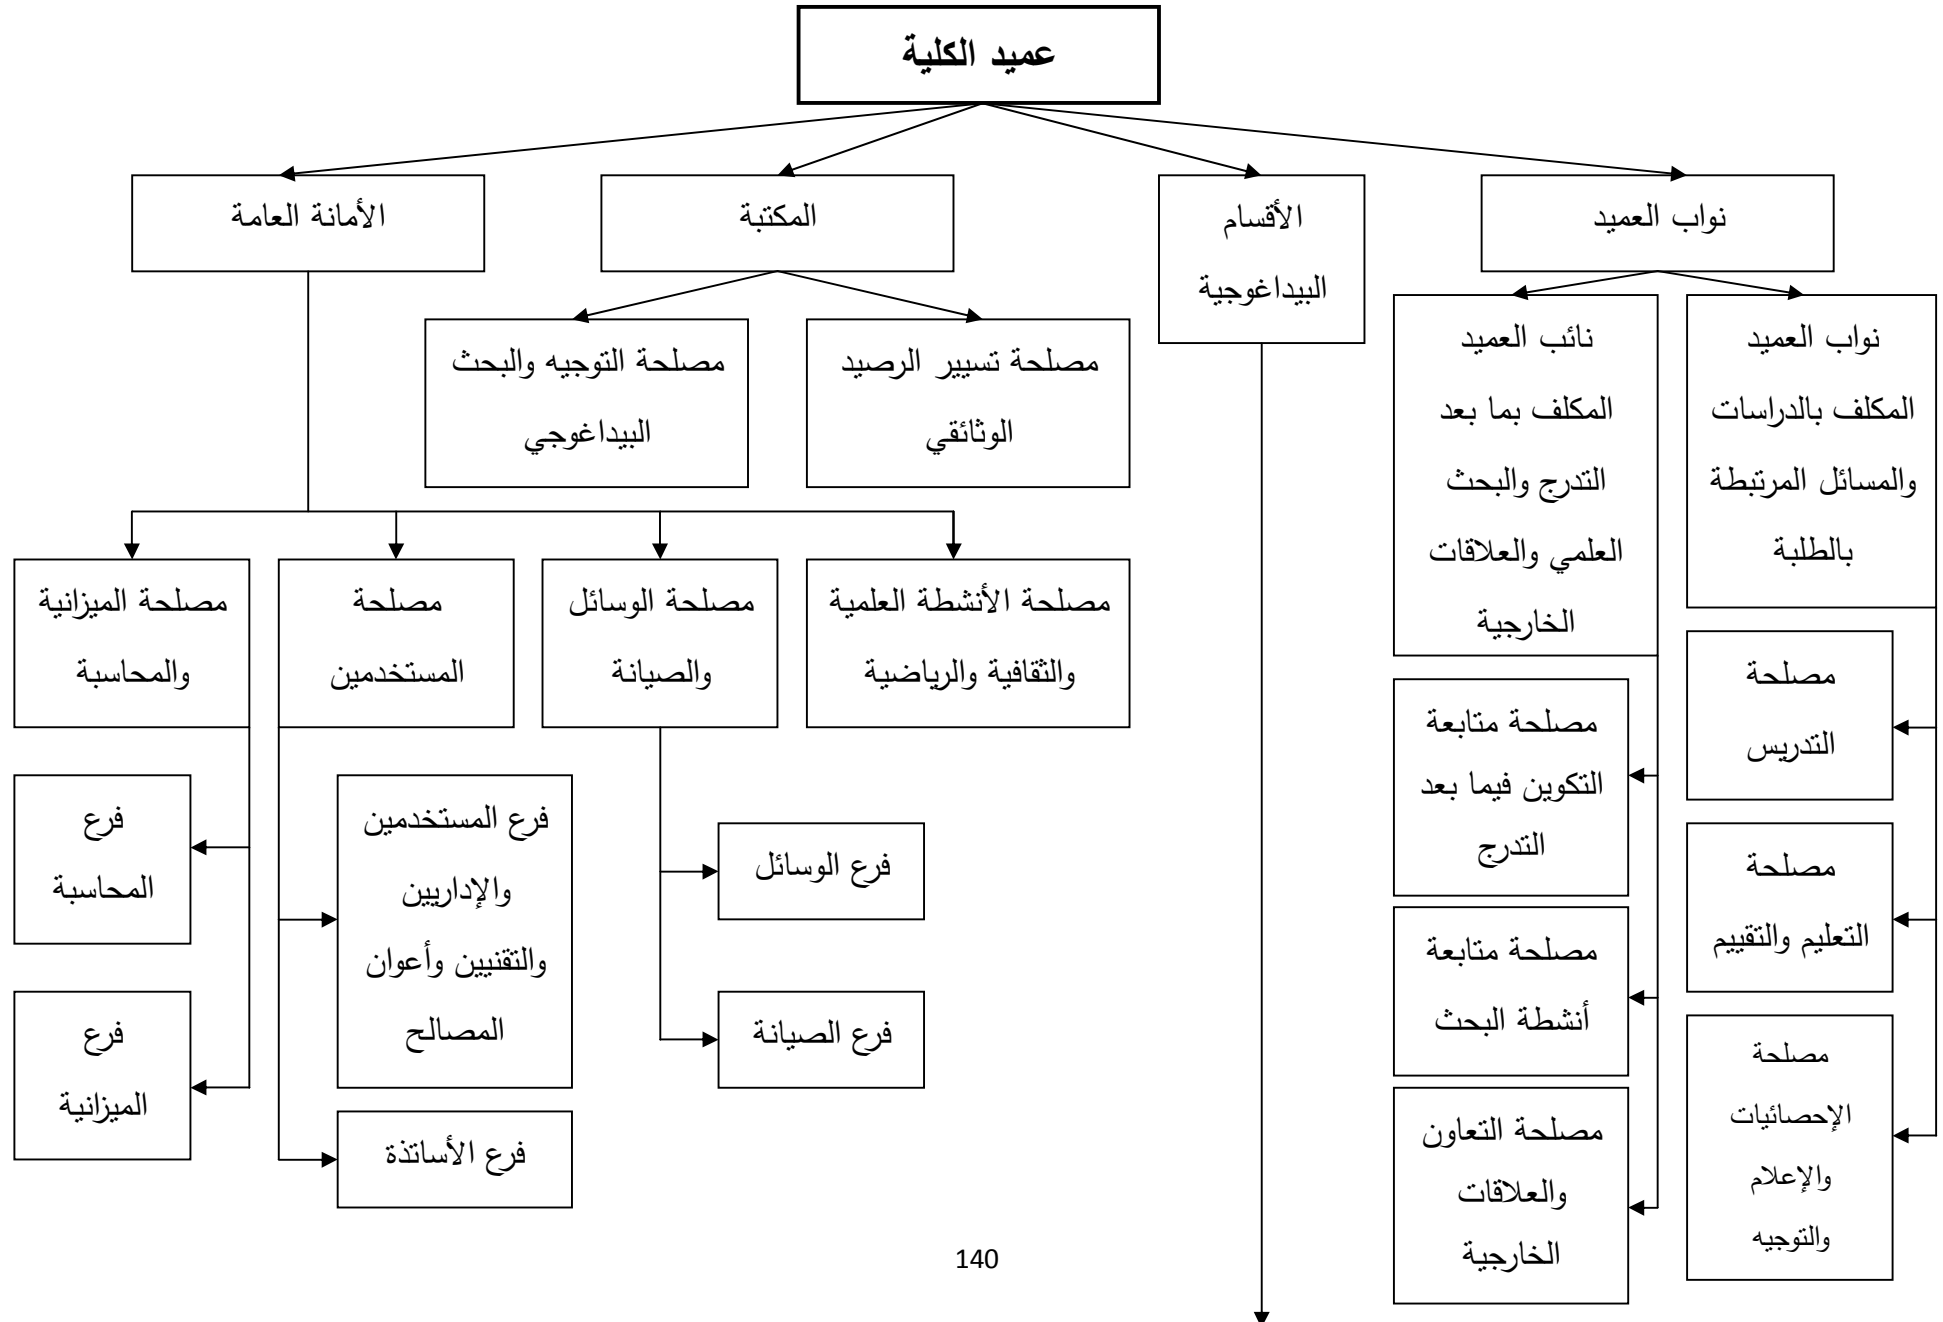 عميد الكلية
نواب العميد
الأقسام
البيداغوجية
المكتبة
الأمانة العامة
نواب العميد
المكلف بالدراسات
والمسائل المرتبطة
بالطلبة
نائب العميد
المكلف بما بعد
التدرج والبحث
العلمي والعلاقات
الخارجية
مصلحة تسيير الرصيد
الوثائقي
مصلحة التوجيه والبحث
البيداغوجي
مصلحة الأنشطة العلمية
والثقافية والرياضية
مصلحة الوسائل
والصيانة
مصلحة
المستخدمين
مصلحة الميزانية
والمحاسبة
مصلحة
التدريس
مصلحة
التعليم والتقييم
مصلحة
الإحصائيات
والإعلام
والتوجيه
مصلحة متابعة
التكوين فيما بعد
التدرج
مصلحة متابعة
أنشطة البحث
مصلحة التعاون
والعلاقات
الخارجية
فرع الوسائل
فرع الصيانة
فرع المستخدمين
والإداريين
والتقنيين وأعوان
المصالح
فرع الأساتذة
فرع
المحاسبة
فرع
الميزانية
140